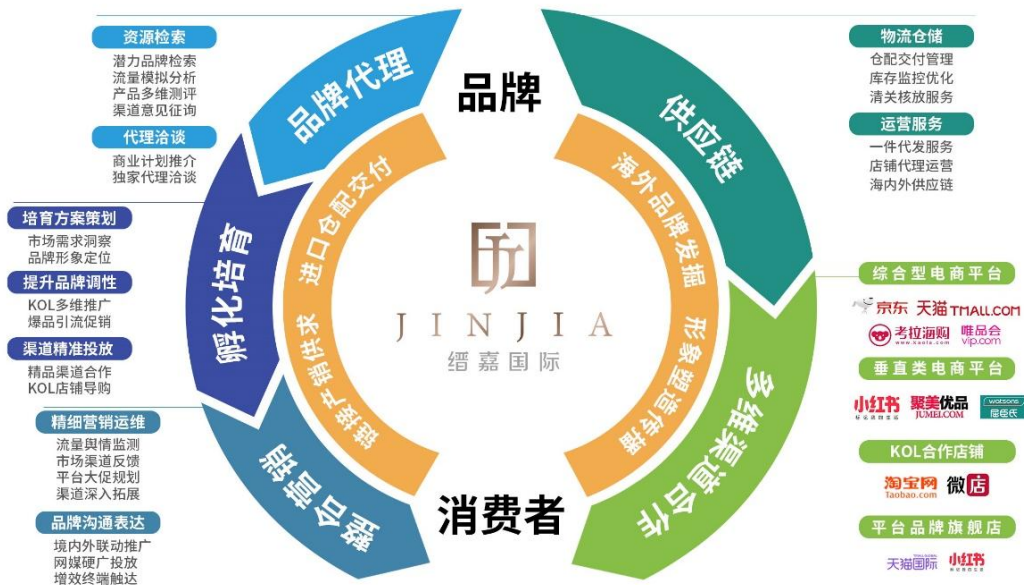 资源检索
潜力品牌检索
流量模拟分析
产品多维测评
渠道意见征询
代理洽谈
商业计划推介
独家代理洽谈
培育方案策划
市场需求洞察
品牌形象定位
提升品牌调性
KOL多维推广
爆品引流促销
渠道精准投放
精品渠道合作
KOL店铺导购
精细营销运维
流量舆情监测
市场渠道反馈
平台大促规划
渠道深入拓展
品牌沟通表达
境内外联动推广
网媒硬广投放
增效终端触达
品牌代理
孵化培育
整合营销
品牌
进口仓配交付
链接产销供求
海外品牌发掘
形象塑造传播
JINJIA
缙嘉国际
消费者
供应链
多维渠道合作
物流仓储
仓配交付管理
库存监控优化
清关核放服务
运营服务
一件代发服务
店铺代理运营
海内外供应链
综合型电商平台
京东 天猫TMALL.COM
考拉海购 唯品会
www.kaola.com vip.com
垂直类电商平台
小红书 聚美优品 watsons
标记我的生活 JUMEI.COM 屈臣氏
KOL合作店铺
淘宝网 微店
Taobao.com
平台品牌旗舰店
天猫国际 小红书